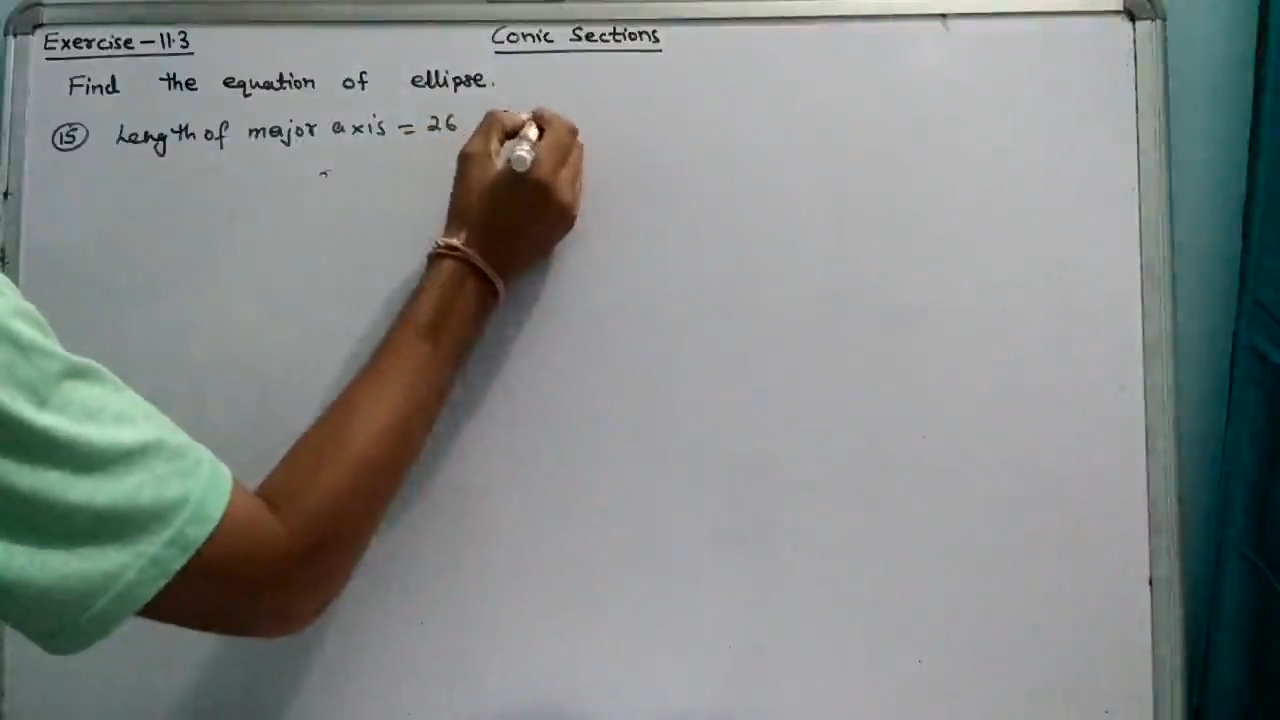 Exercise-11.3
Conic Sections
Find the equation of ellipse.
15 Length of major axis = 26